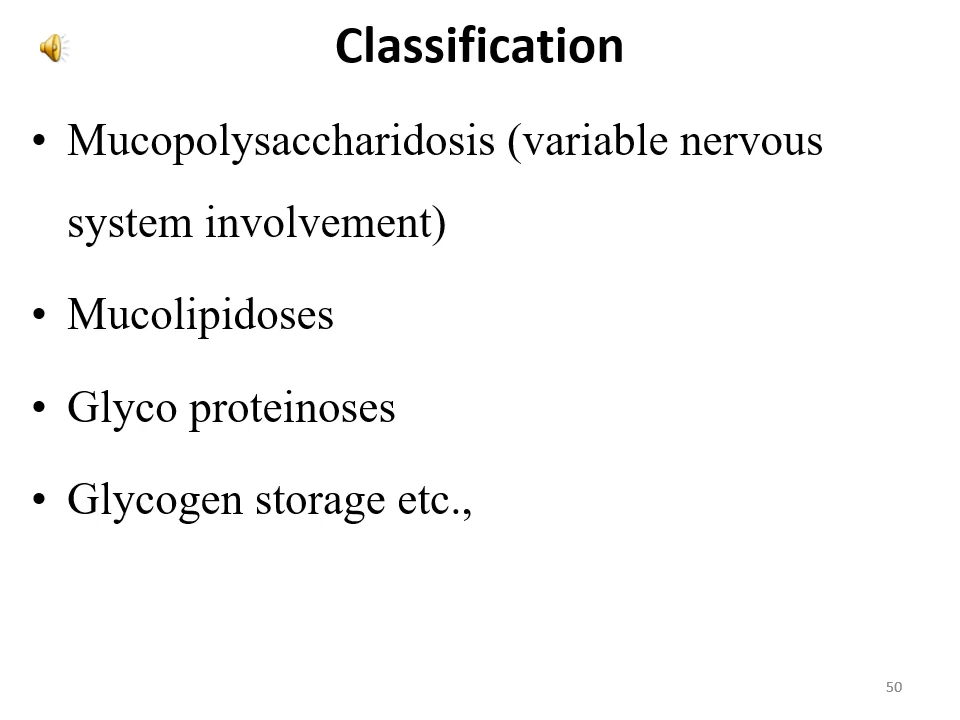 Classification
• Mucopolysaccharidosis (variable nervous
system involvement)
• Mucolipidoses
• Glyco proteinoses
• Glycogen storage etc.,
50